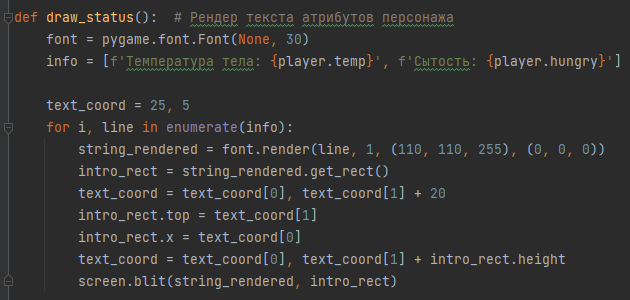 def draw_status():  # Рендер текста атрибутов персонажа
    font = pygame.font.Font(None, 30)
    info = [f'Температура тела: {player.temp}', f'Сытость: {player.hungry}']

    text_coord = 25, 5
    for i, line in enumerate(info):
        string_rendered = font.render(line, 1, (110, 110, 255), (0, 0, 0))
        intro_rect = string_rendered.get_rect()
        text_coord = text_coord[0], text_coord[1] + 20
        intro_rect.top = text_coord[1]
        intro_rect.x = text_coord[0]
        text_coord = text_coord[0], text_coord[1] + intro_rect.height
        screen.blit(string_rendered, intro_rect)